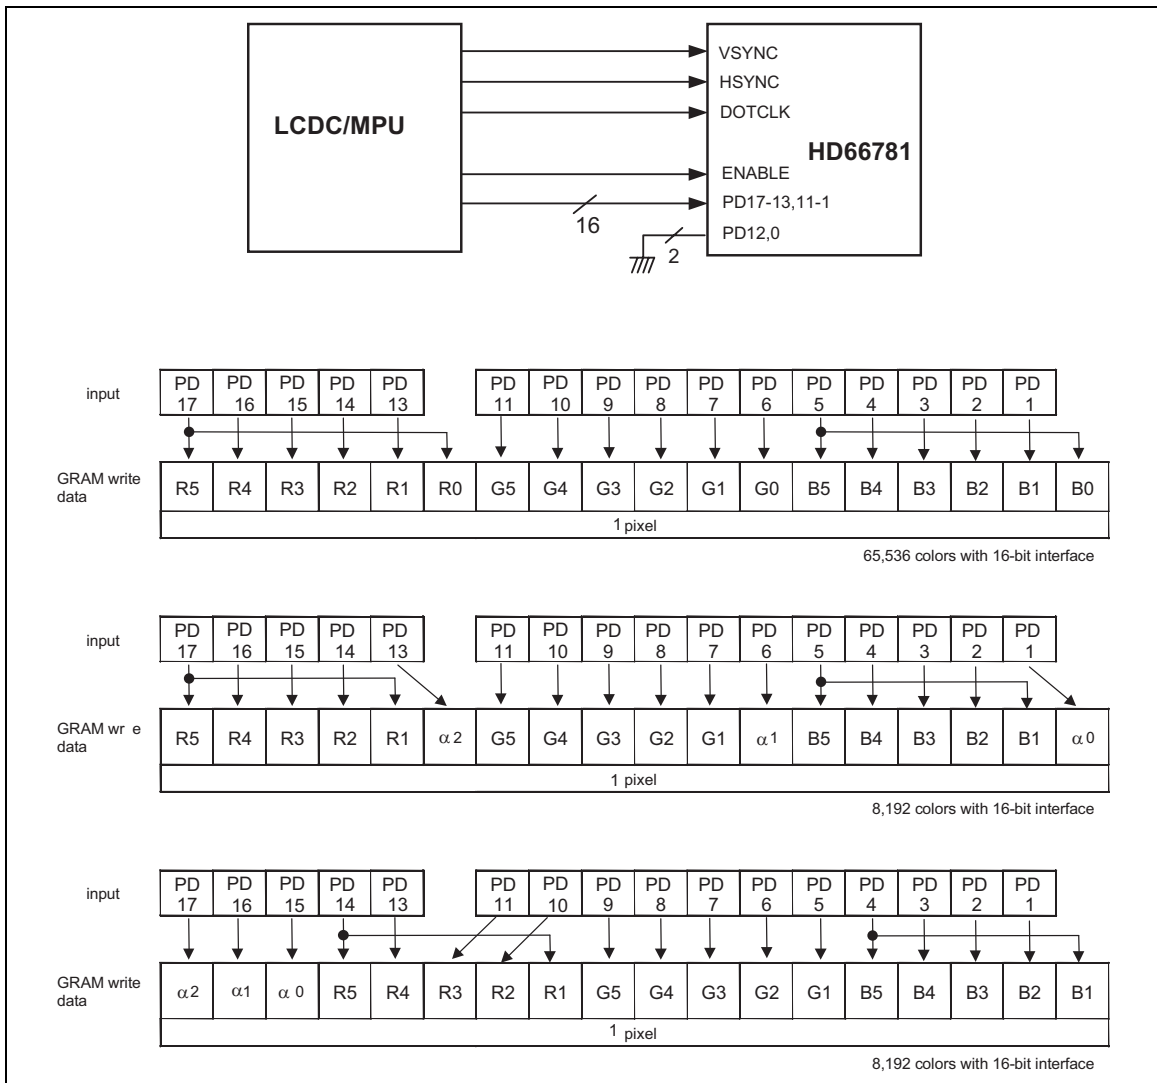 VSYNC
HSYNC
LCDC/MPU
DOTCLK
HD66781
ENABLE
PD17-13,11-1
16
PD12,0
2
input
PD PD PD PD PD PD PD PD PD PD PD PD PD PD PD PD
17 16 15 14 13 11 10 9 8 7 6 5 4 3 2 1
GRAM write
data
R5 R4 R3 R2 R1 R0 G5 G4 G3 G2 G1 G0 B5 B4 B3 B2 B1 B0
1 pixel
65,536 colors with 16-bit interface
input
PD PD PD PD PD PD PD PD PD PD PD PD PD PD PD PD
17 16 15 14 13 11 10 9 8 7 6 5 4 3 2 1
GRAM wr e
data
R5 R4 R3 R2 R1 α2 G5 G4 G3 G2 G1 α1 B5 B4 B3 B2 B1 α0
1 pixel
8,192 colors with 16-bit interface
input
PD PD PD PD PD PD PD PD PD PD PD PD PD PD PD PD
17 16 15 14 13 11 10 9 8 7 6 5 4 3 2 1
GRAM write
data
α2 α1 α0 R5 R4 R3 R2 R1 G5 G4 G3 G2 G1 B5 B4 B3 B2 B1
1 pixel
8,192 colors with 16-bit interface